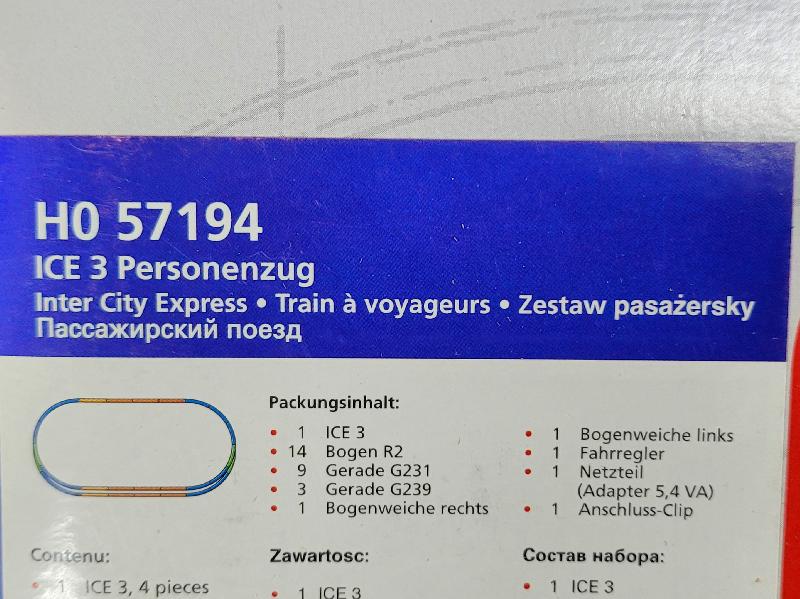 H0 57194
ICE 3 Personenzug
Inter City Express • Train à voyageurs • Zestaw pasażersky
Пассажирский поезд
Packungsinhalt:
• 1 ICE 3
• 14 Bogen R2
• 9 Gerade G231
• 3 Gerade G239
• 1 Bogenweiche rechts
• 1 Bogenweiche links
• 1 Fahrregler
• 1 Netzteil
(Adapter 5,4 VA)
• 1 Anschluss-Clip
Contenu:
• 1 ICE 3, 4 pieces
Zawartosc:
• 1 ICE 3
Состав набора:
• 1 ICE 3